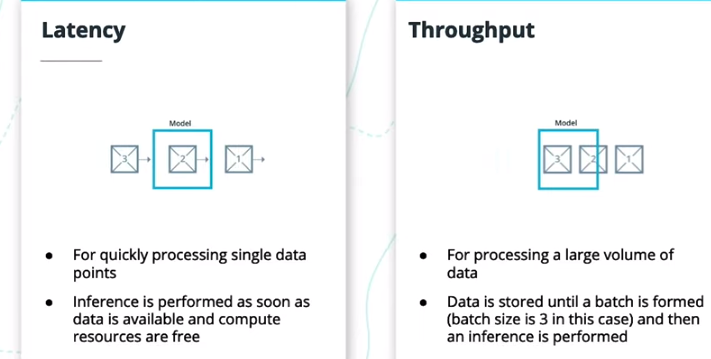 Latency
Model
3
2
1
For quickly processing single data
points
Inference is performed as soon as
data is available and compute
resources are free
Throughput
Model
3
2
1
For processing a large volume of
data
Data is stored until a batch is formed
(batch size is 3 in this case) and then
an inference is performed